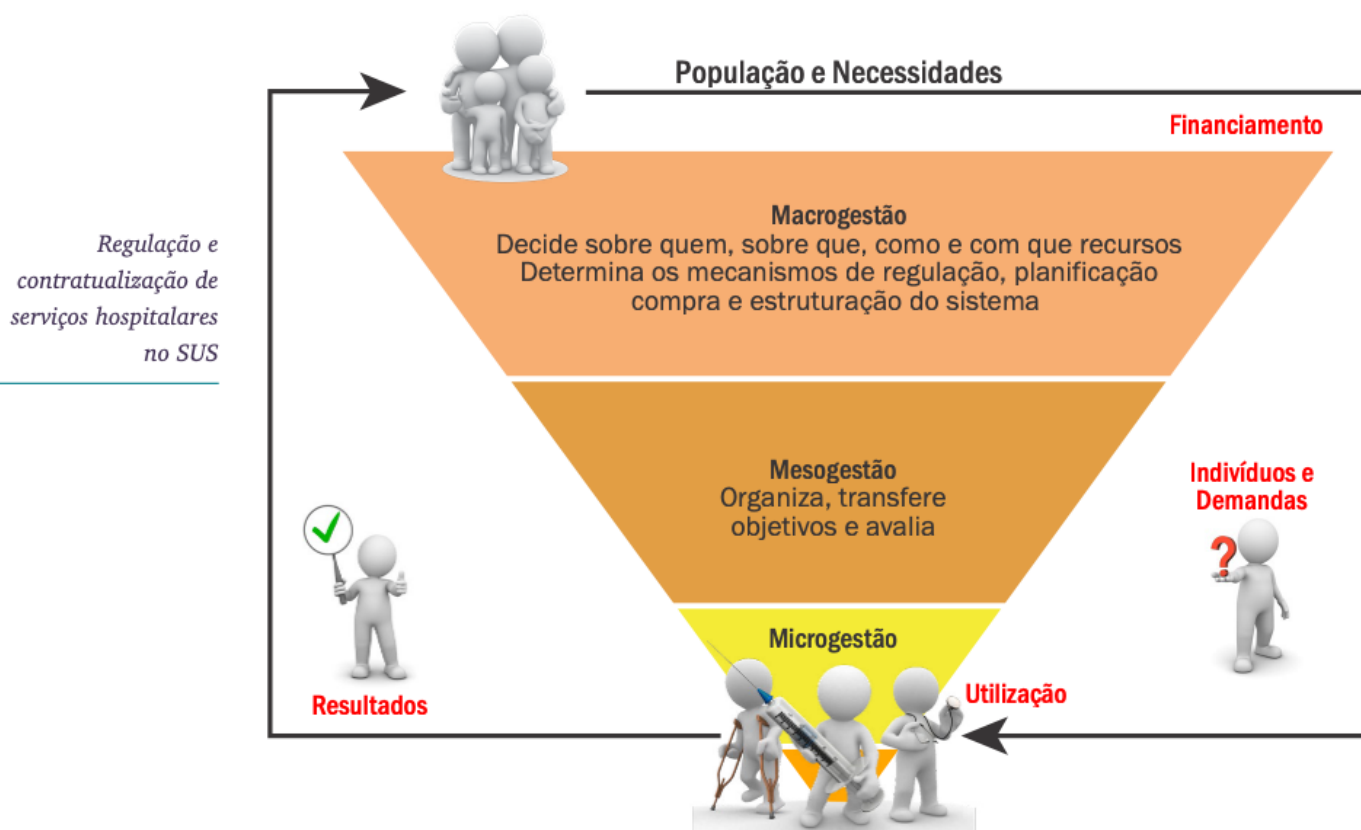 População e Necessidades
Financiamento
Macrogestão
Decide sobre quem, sobre que, como e com que recursos
Determina os mecanismos de regulação, planificação
compra e estruturação do sistema
Regulação e
contratualização de
serviços hospitalares
no SUS
Mesogestão
Organiza, transfere
objetivos e avalia
Indivíduos e
Demandas
?
Microgestão
Utilização
Resultados